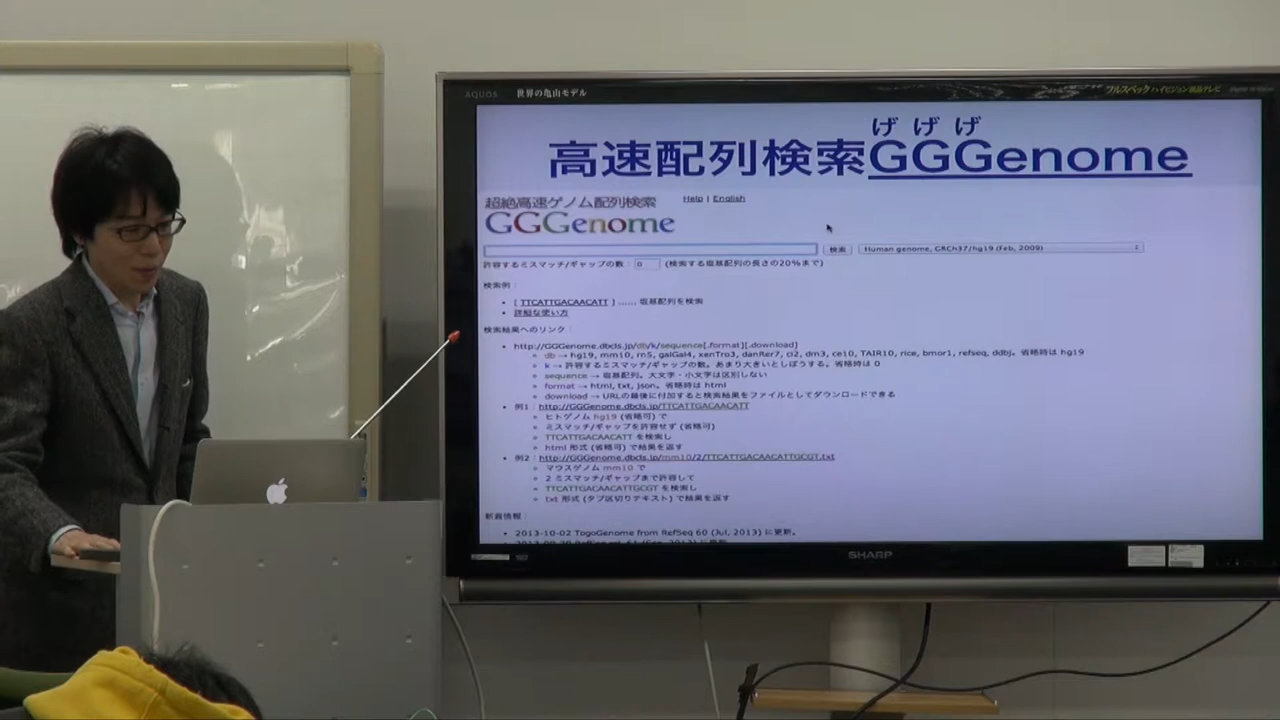 AQUOS 世界の亀山モデル
フルスペックハイビジョン液晶テレビ
げげげ
高速配列検索GGGenome
超絶高速ゲノム配列検索
Help | English
GGGenome
検索 Human genome, GRCh37/hg19 (Feb, 2009)
許容するミスマッチ/ギャップの数： 0 (検索する塩基配列の長さの20%まで)
検索例：
[ TTCATTGACAACATT ] ...... 塩基配列を検索
詳細な使い方
検索結果へのリンク：
http://GGGenome.dbcls.jp/db/k/sequence[.format][.download]
db → hg19, mm10, rn5, galGal4, xenTro3, danRer7, ci2, dm3, ce10, TAIR10, rice, bmor1, refseq, ddbj。省略時は hg19
k → 許容するミスマッチ/ギャップの数。あまり大きいとしぼうする。省略時は 0
sequence → 塩基配列。大文字・小文字は区別しない
format → html, txt, json。省略時は html
download → URLの最後に付加すると検索結果をファイルとしてダウンロードできる
例1：http://GGGenome.dbcls.jp/TTCATTGACAACATT
ヒトゲノム hg19 (省略可) で
ミスマッチ/ギャップを許容せず (省略可)
TTCATTGACAACATT を検索し
html 形式 (省略可) で結果を返す
例2：http://GGGenome.dbcls.jp/mm10/2/TTCATTGACAACATTGCGT.txt
マウスゲノム mm10 で
2 ミスマッチ/ギャップまで許容して
TTCATTGACAACATTGCGT を検索し
txt 形式 (タブ区切りテキスト) で結果を返す
新着情報：
2013-10-02 TogoGenome from RefSeq 60 (Jul, 2013) に更新。
SHARP